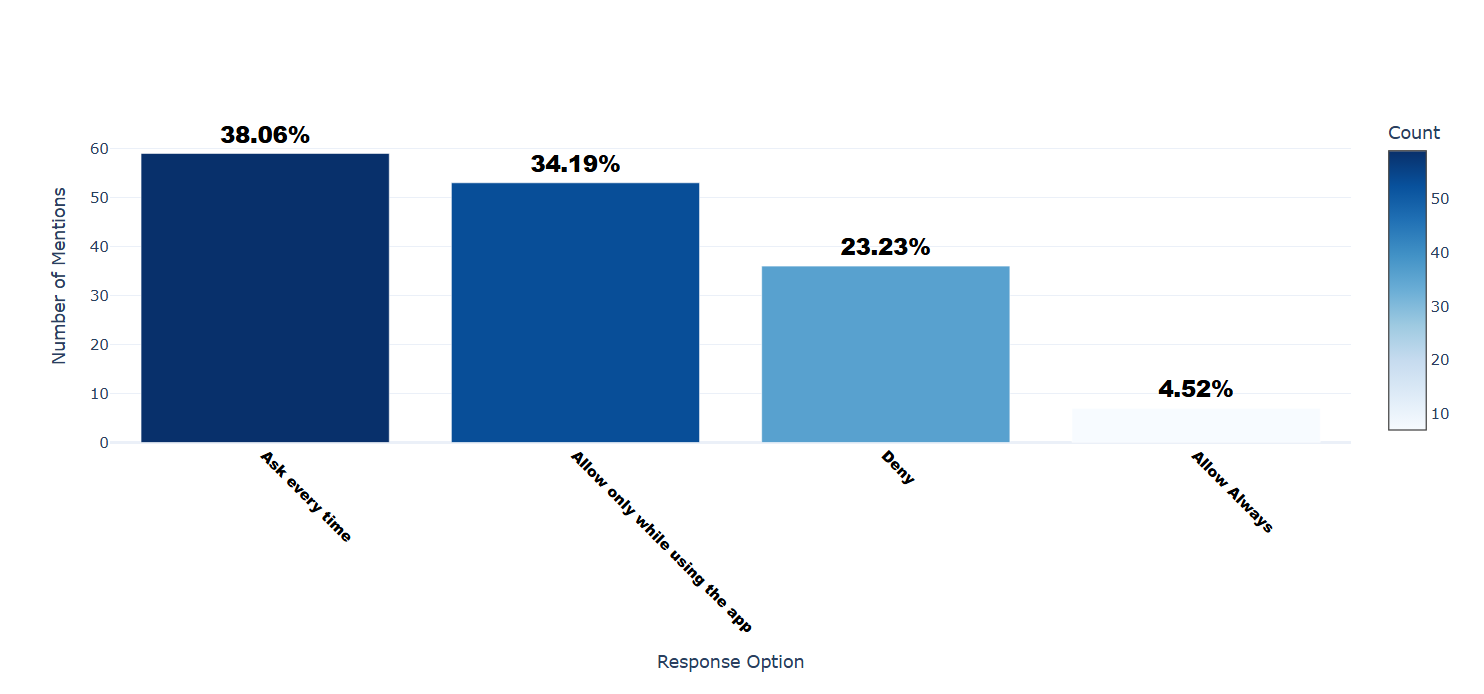 38.06%
34.19%
23.23%
4.52%
Number of Mentions
60
50
40
30
20
10
0
Ask every time
Allow only while using the app
Deny
Allow Always
Response Option
Count
50
40
30
20
10